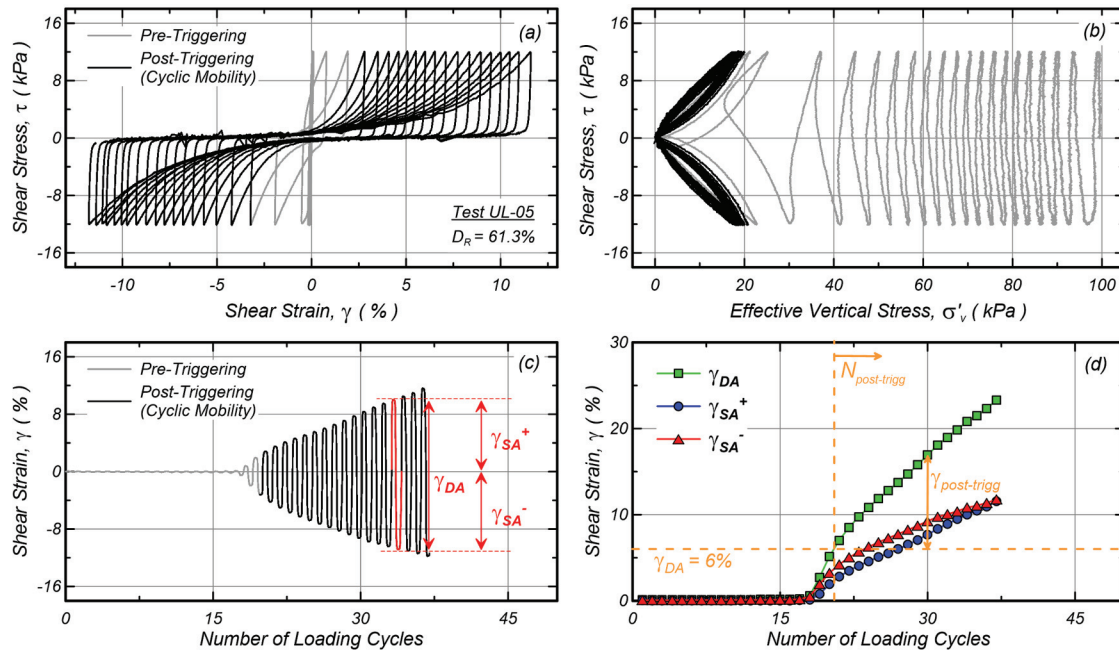 (a)
Pre-Triggering
Post-Triggering
(Cyclic Mobility)
Test UL-05
D_R = 61.3%
16
8
0
-8
-16
Shear Stress, τ ( kPa )
-10
-5
0
5
10
Shear Strain, γ ( % )
(b)
16
8
0
-8
-16
Shear Stress, τ ( kPa )
0
20
40
60
80
100
Effective Vertical Stress, σ'_v ( kPa )
(c)
Pre-Triggering
Post-Triggering
(Cyclic Mobility)
γ_SA⁺
γ_DA
γ_SA⁻
16
8
0
-8
-16
Shear Strain, γ ( % )
0
15
30
45
Number of Loading Cycles
(d)
γ_DA
γ_SA⁺
γ_SA⁻
N_post-trigg
γ_post-trigg
γ_DA = 6%
30
20
10
0
Shear Strain, γ ( % )
0
15
30
45
Number of Loading Cycles